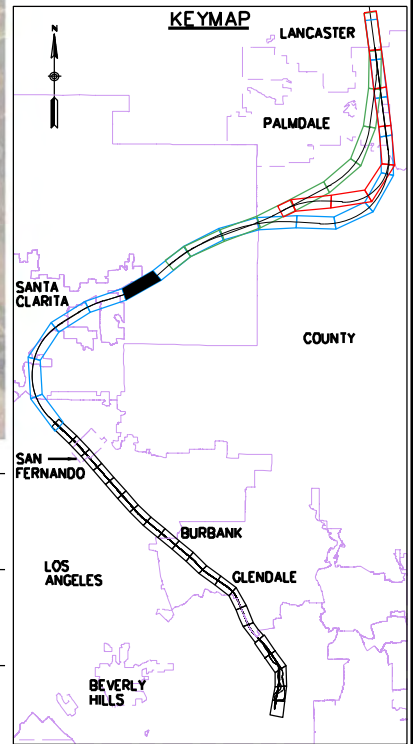 KEYMAP
N
LANCASTER
PALMDALE
SANTA
CLARITA
COUNTY
SAN
FERNANDO
BURBANK
LOS
ANGELES
GLENDALE
BEVERLY
HILLS